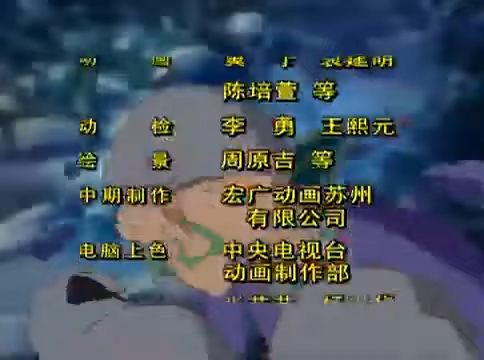 陈培萱 等
动 检 李 勇 王熙元
绘 景 周原吉 等
中期制作 宏广动画苏州
有限公司
电脑上色 中央电视台
动画制作部